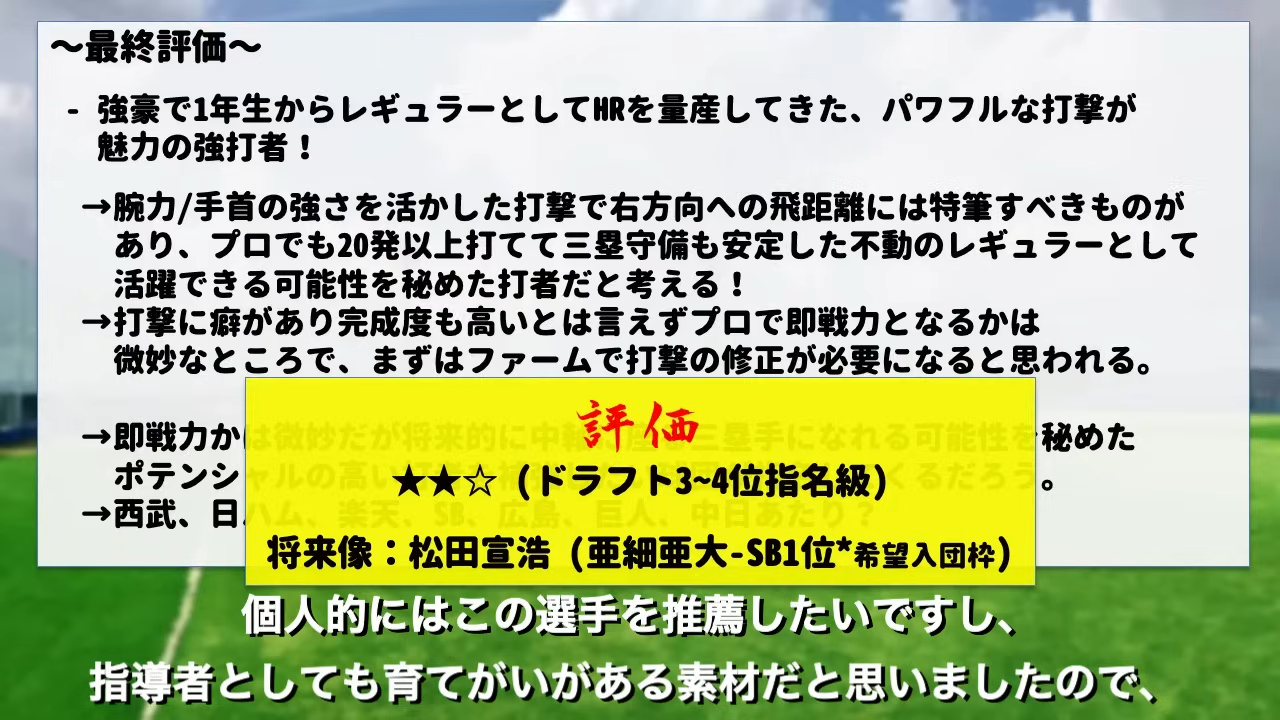 ～最終評価～
- 強豪で1年生からレギュラーとしてHRを量産してきた、パワフルな打撃が
魅力の強打者！
→腕力/手首の強さを活かした打撃で右方向への飛距離には特筆すべきものが
あり、プロでも20発以上打てて三塁守備も安定した不動のレギュラーとして
活躍できる可能性を秘めた打者だと考える！
→打撃に癖があり完成度も高いとは言えずプロで即戦力となるかは
微妙なところで、まずはファームで打撃の修正が必要になると思われる。
→即戦力かは微妙だが将来的に中軸 三塁手になれる可能性を秘めた
ポテンシャルの高い くるだろう。
→西武、日ハム、楽天、SB、広島、巨人、中日あたり？
評価
★★☆（ドラフト3~4位指名級）
将来像：松田宣浩（亜細亜大-SB1位*希望入団枠）
個人的にはこの選手を推薦したいですし、
指導者としても育てがいがある素材だと思いましたので、